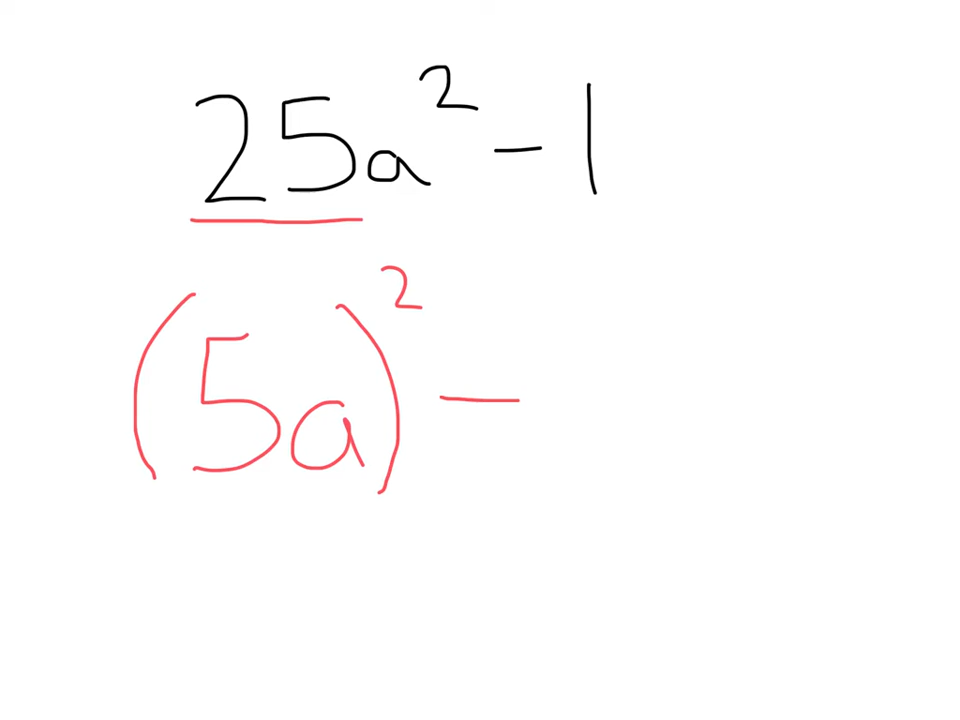 25a² - 1
(5a)² -